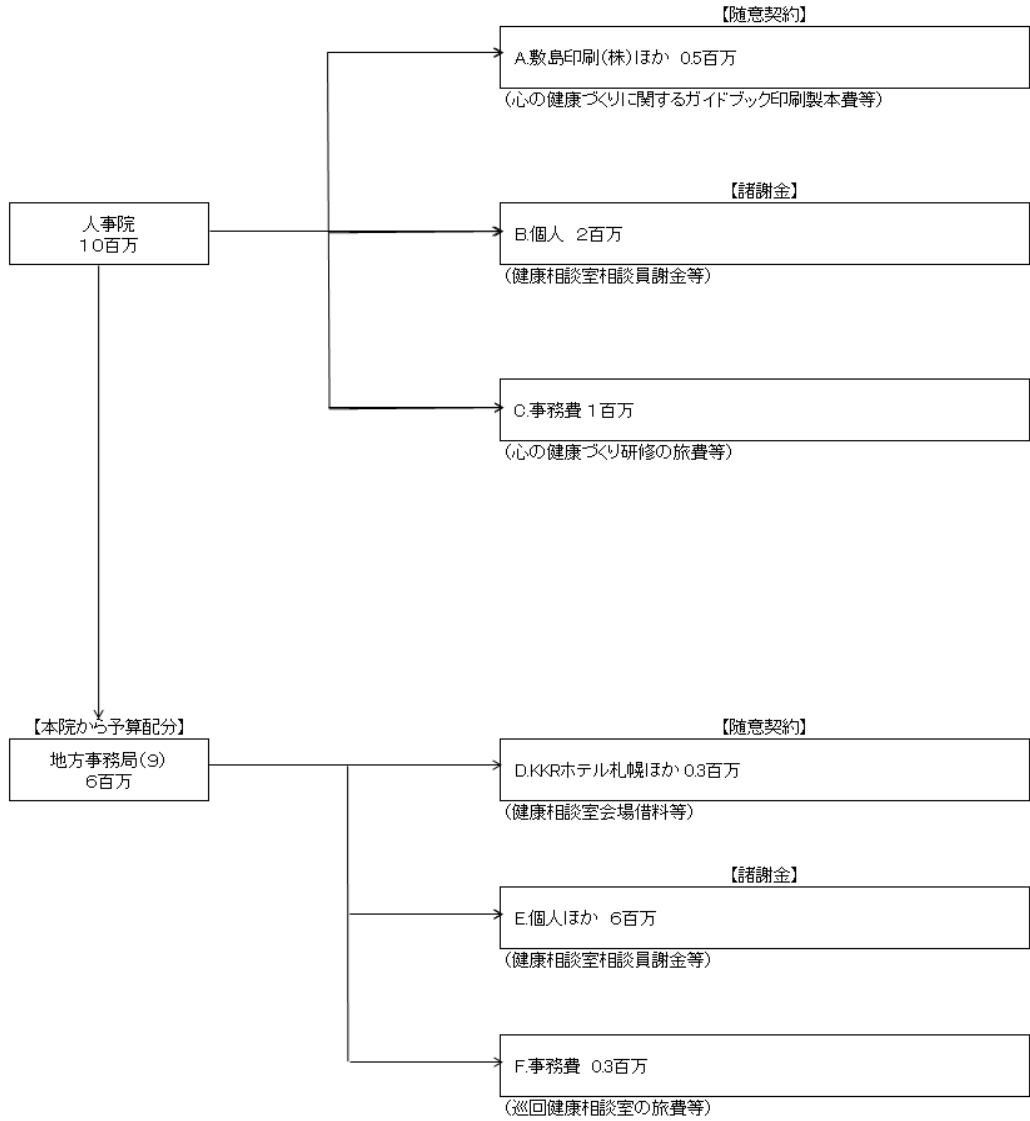 【随意契約】
A.敷島印刷(株)ほか 0.5百万
(心の健康づくりに関するガイドブック印刷製本費等)
【諸謝金】
人事院
10百万
B.個人 2百万
(健康相談室相談員謝金等)
C.事務費 1百万
(心の健康づくり研修の旅費等)
【本院から予算配分】
地方事務局(9)
6百万
【随意契約】
D.KKRホテル札幌ほか 0.3百万
(健康相談室会場借料等)
【諸謝金】
E.個人ほか 6百万
(健康相談室相談員謝金等)
F.事務費 0.3百万
(巡回健康相談室の旅費等)